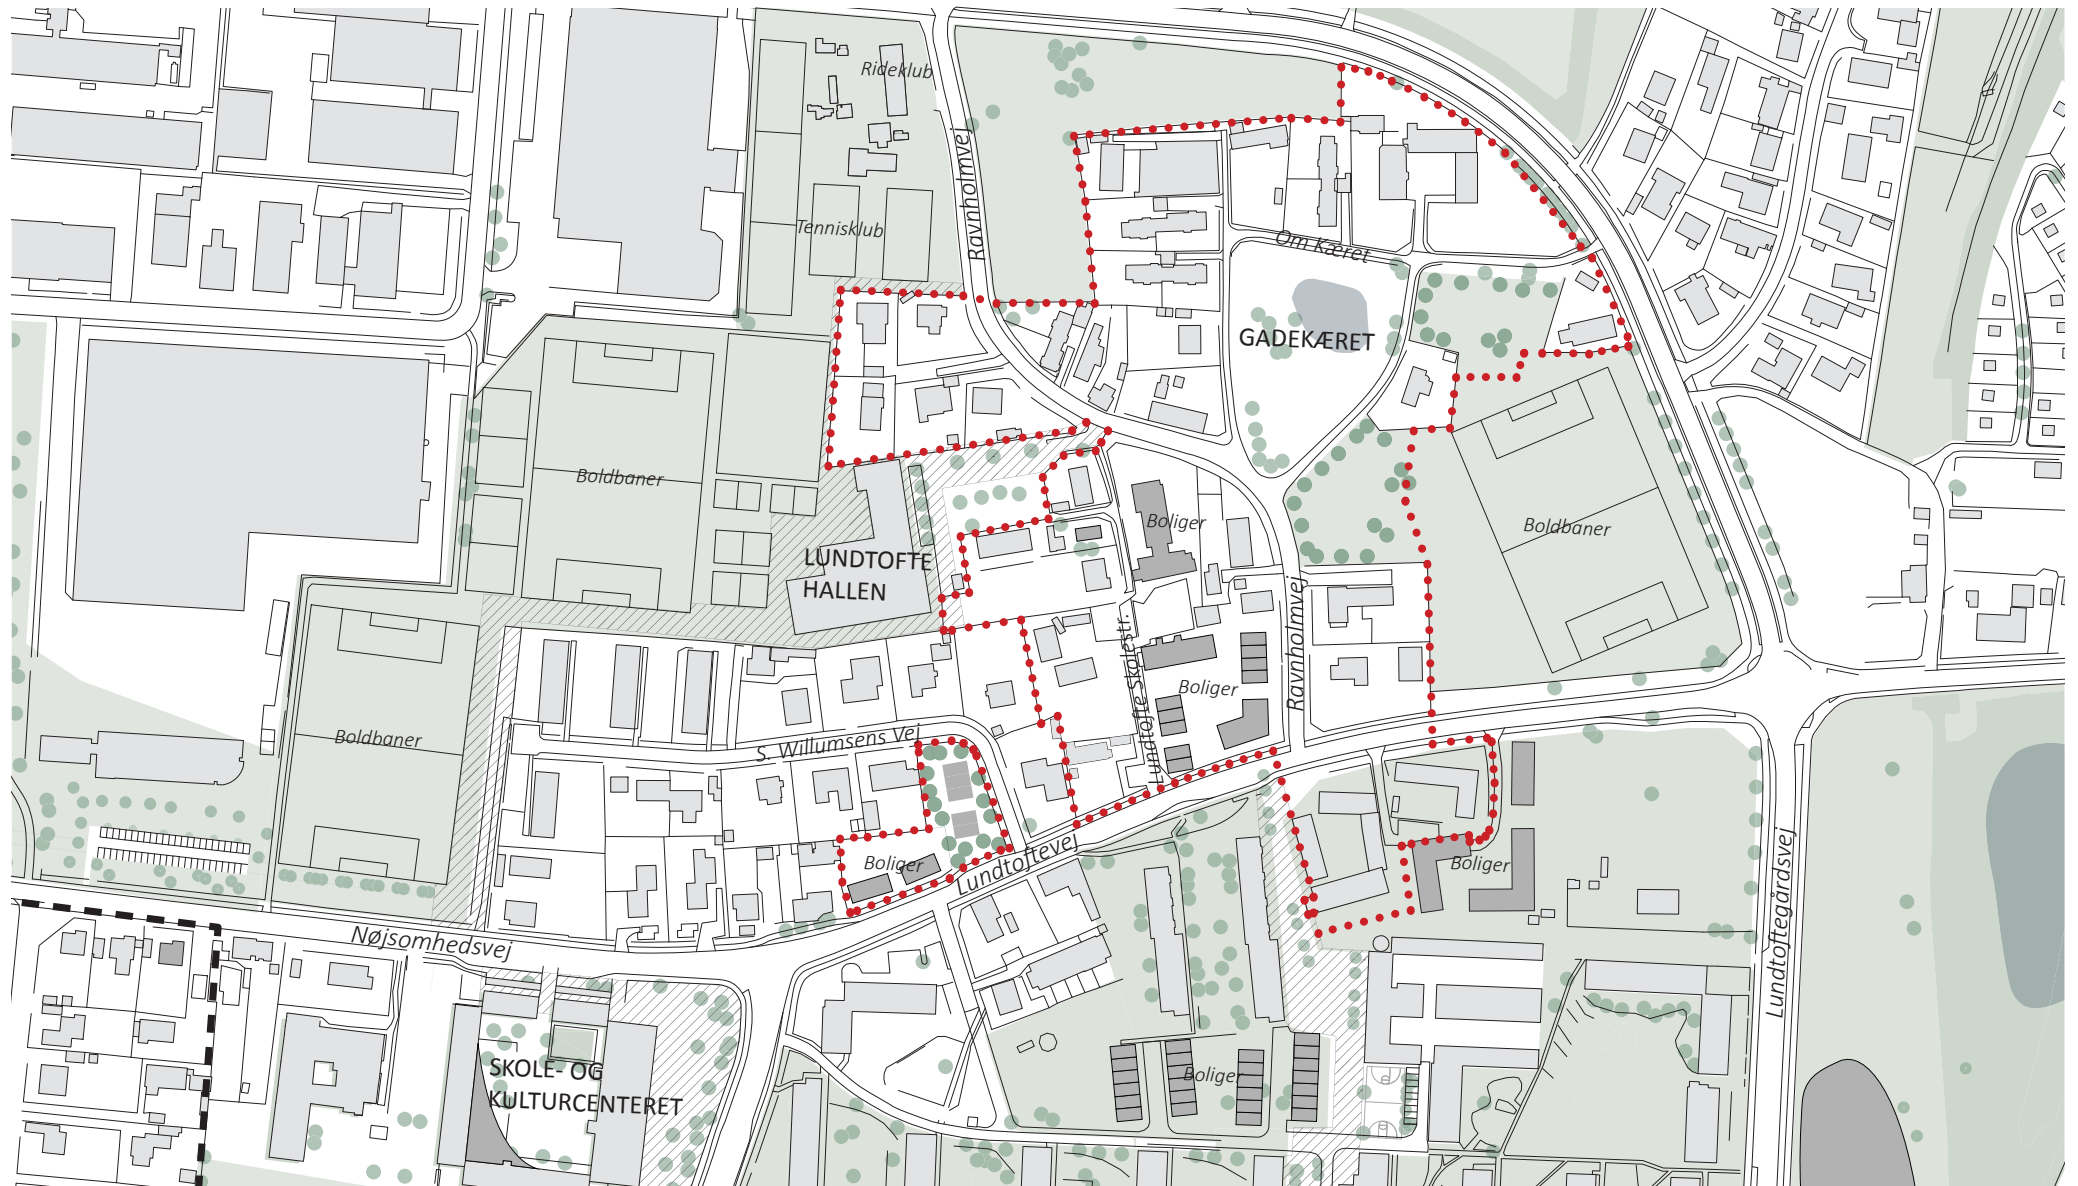 Rideklub
Ravnholmvej
Tennisklub
Om Kæret
GADEKÆRET
Boldbaner
Boliger
Boldbaner
LUNDTOFTE
HALLEN
Ravnholmvej
Lundtofte Skolestr.
Boliger
Boldbaner
S. Willumsens Vej
Boliger
Lundtoftevej
Boliger
Lundtoftegårdsvej
Nøjsomhedsvej
SKOLE- OG
KULTURCENTERET
Boliger